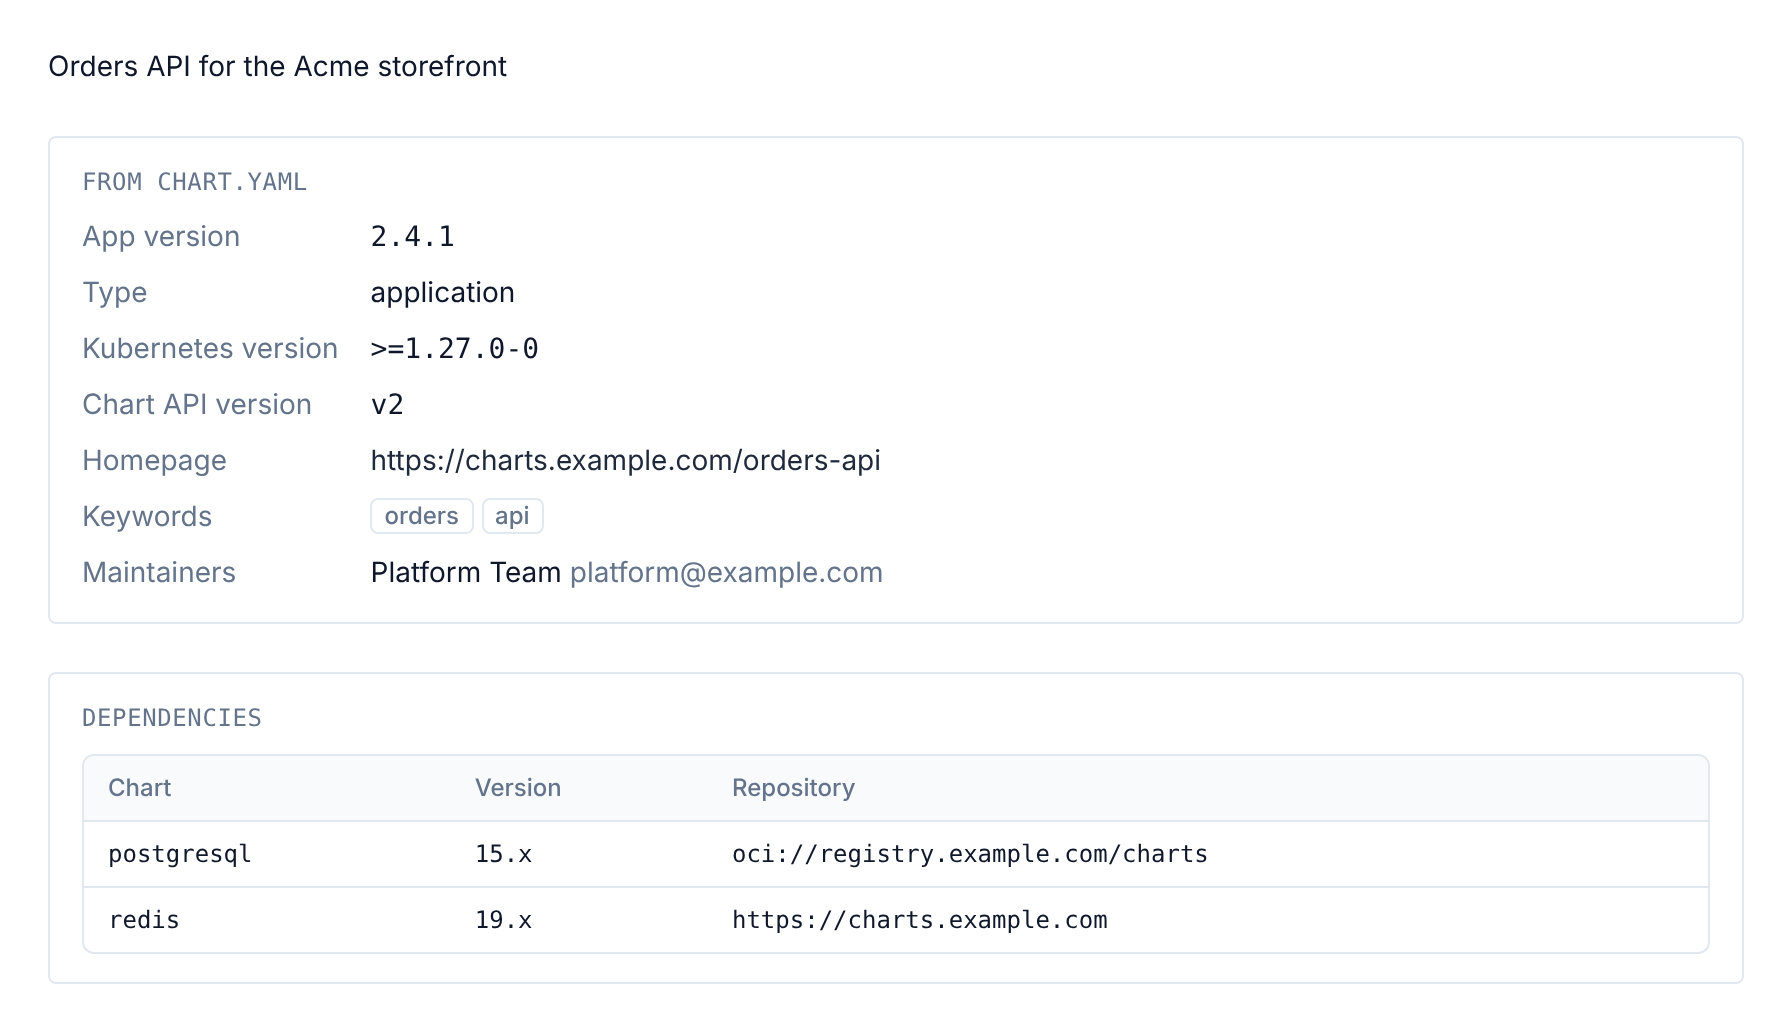 Orders API for the Acme storefront
FROM CHART.YAML
App version 2.4.1
Type application
Kubernetes version >=1.27.0-0
Chart API version v2
Homepage https://charts.example.com/orders-api
Keywords orders api
Maintainers Platform Team platform@example.com
DEPENDENCIES
Chart Version Repository
postgresql 15.x oci://registry.example.com/charts
redis 19.x https://charts.example.com